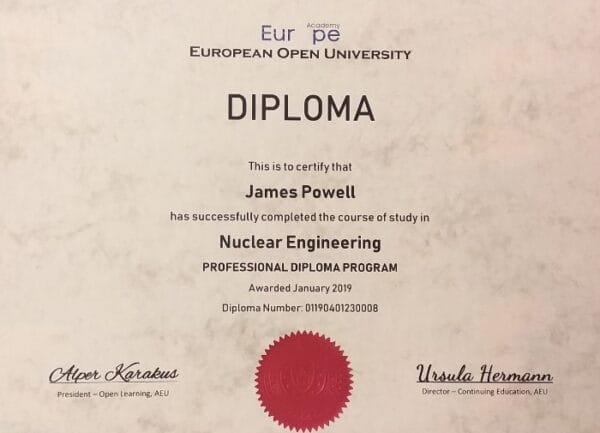 Academy
Eur pe
EUROPEAN OPEN UNIVERSITY
DIPLOMA
This is to certify that
James Powell
has successfully completed the course of study in
Nuclear Engineering
PROFESSIONAL DIPLOMA PROGRAM
Awarded January 2019
Diploma Number: 01190401230008
Alper Karakus
President – Open Learning, AEU
Ursula Hermann
Director – Continuing Education, AEU